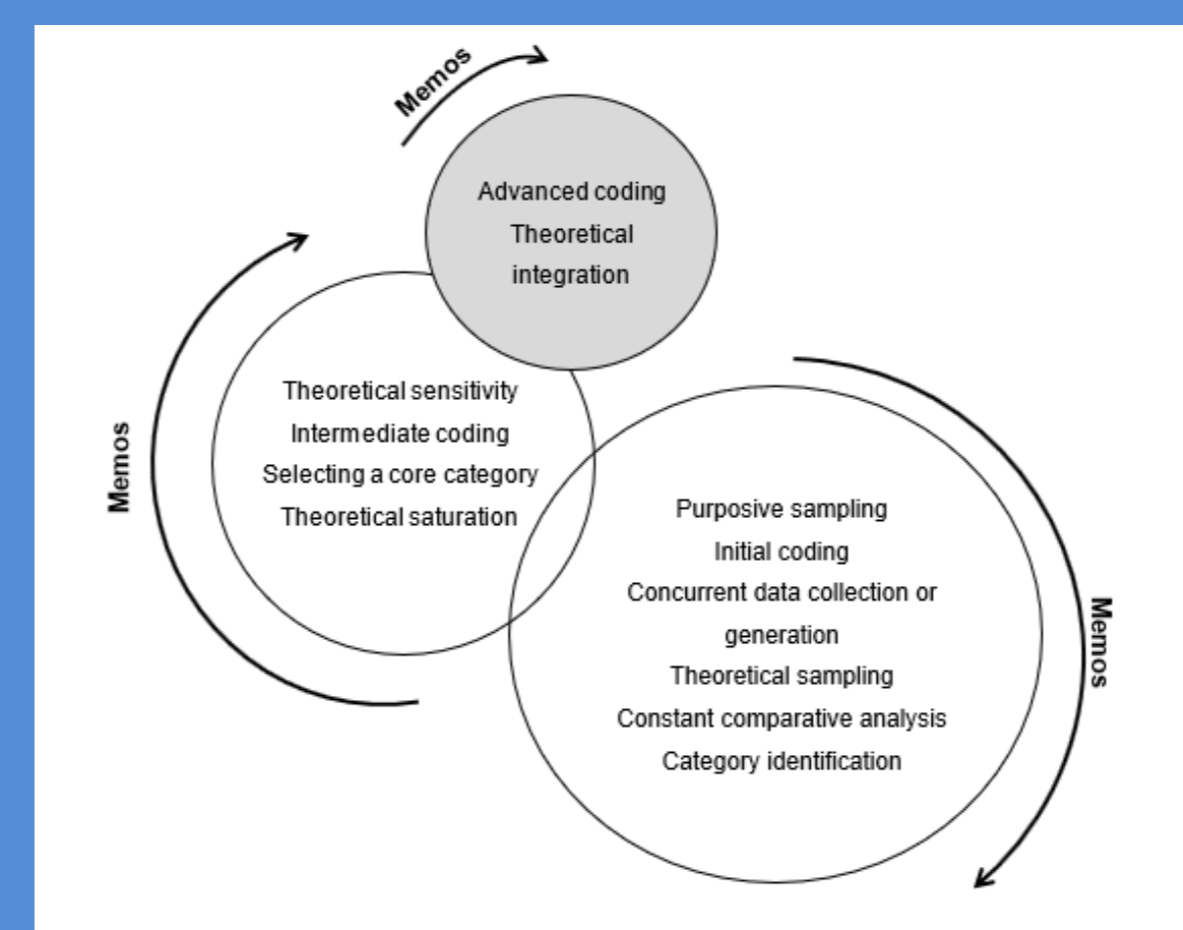 Memos
Advanced coding
Theoretical
integration
Memos
Theoretical sensitivity
Intermediate coding
Selecting a core category
Theoretical saturation
Memos
Purposive sampling
Initial coding
Concurrent data collection or
generation
Theoretical sampling
Constant comparative analysis
Category identification